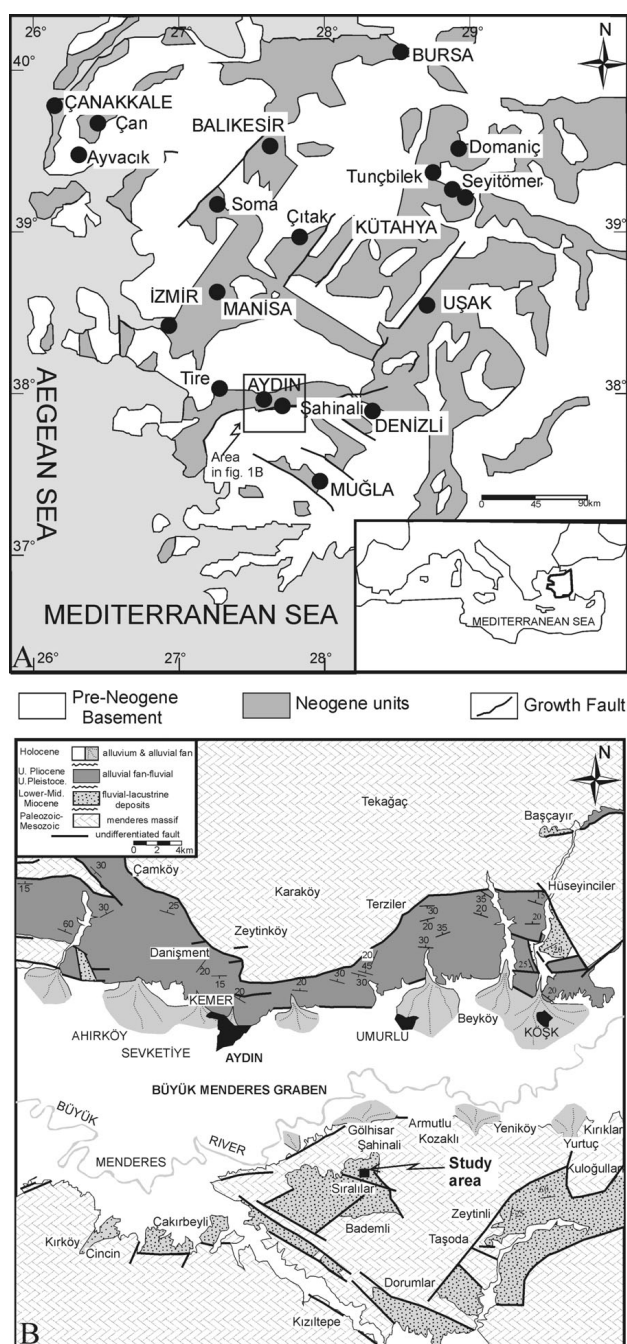 27°
28°
29°
N
40°
40°
BURSA
ÇANAKKALE
Çan
BALIKESİR
Domaniç
Ayvacık
Tunçbilek
Seyitömer
Soma
39°
39°
Çıtak
KÜTAHYA
İZMİR
MANİSA
UŞAK
38°
38°
Tire
AYDIN
Şahinali
DENİZLİ
AEGEAN SEA
Area
in fig. 1B
MUĞLA
0 45 90km
37°
MEDITERRANEAN SEA
MEDITERRANEAN SEA
A
26°
27°
28°
Pre-Neogene
Basement
Neogene units
Growth Fault
Holocene
alluvium & alluvial fan
U. Pliocene
U.Pleistoce.
alluvial fan-fluvial
Lower-Mid.
Miocene
fluvial-lacustrine
deposits
Paleozoic-
Mesozoic
menderes massif
undifferentiated fault
0 2 4km
N
Tekağaç
Başçayır
Çamköy
Karaköy
Terziler
Hüseyinciler
Zeytinköy
Danişment
KEMER
AHIRKÖY
SEVKETİYE
AYDIN
UMURLU
Beyköy
KÖŞK
BÜYÜK MENDERES GRABEN
BÜYÜK
MENDERES
RIVER
Gölhisar
Şahinali
Armutlu
Kozaklı
Yeniköy
Kırıklar
Yurtuç
Kuloğulları
Study
area
Sıralılar
Bademli
Zeytinli
Taşoda
Çakırbeyli
Kırköy
Cincin
Dorumlar
Kızıltepe
B